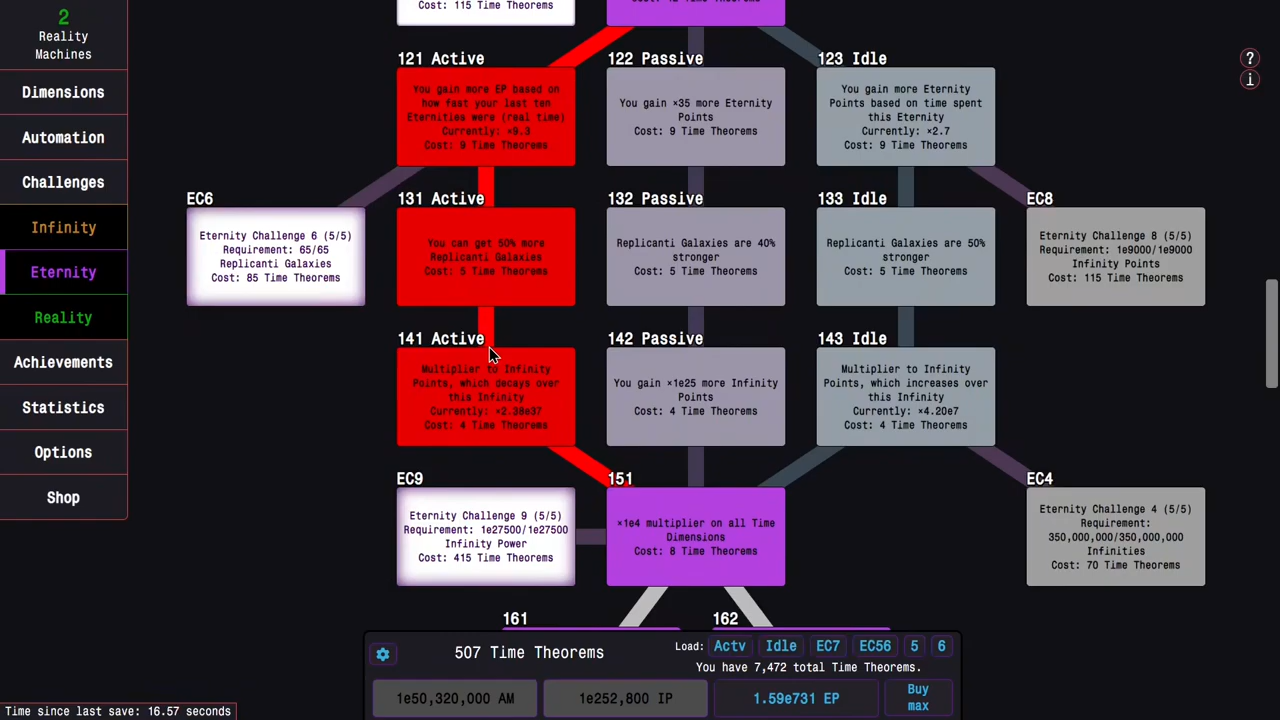 2
Reality
Machines
Dimensions
Automation
Challenges
Infinity
Eternity
Reality
Achievements
Statistics
Options
Shop
Time since last save: 16.57 seconds
Cost: 115 Time Theorems
?
i
121 Active
You gain more EP based on
how fast your last ten
Eternities were (real time)
Currently: ×9.3
Cost: 9 Time Theorems
122 Passive
You gain ×35 more Eternity
Points
Cost: 9 Time Theorems
123 Idle
You gain more Eternity
Points based on time spent
this Eternity
Currently: ×2.7
Cost: 9 Time Theorems
EC6
Eternity Challenge 6 (5/5)
Requirement: 65/65
Replicanti Galaxies
Cost: 85 Time Theorems
131 Active
You can get 50% more
Replicanti Galaxies
Cost: 5 Time Theorems
132 Passive
Replicanti Galaxies are 40%
stronger
Cost: 5 Time Theorems
133 Idle
Replicanti Galaxies are 50%
stronger
Cost: 5 Time Theorems
EC8
Eternity Challenge 8 (5/5)
Requirement: 1e9000/1e9000
Infinity Points
Cost: 115 Time Theorems
141 Active
Multiplier to Infinity
Points, which decays over
this Infinity
Currently: ×2.38e37
Cost: 4 Time Theorems
142 Passive
You gain ×1e25 more Infinity
Points
Cost: 4 Time Theorems
143 Idle
Multiplier to Infinity
Points, which increases over
this Infinity
Currently: ×4.20e7
Cost: 4 Time Theorems
EC9
Eternity Challenge 9 (5/5)
Requirement: 1e27500/1e27500
Infinity Power
Cost: 415 Time Theorems
151
×1e4 multiplier on all Time
Dimensions
Cost: 8 Time Theorems
EC4
Eternity Challenge 4 (5/5)
Requirement:
350,000,000/350,000,000
Infinities
Cost: 70 Time Theorems
161
162
507 Time Theorems
Load: Actv Idle EC7 EC56 5 6
You have 7,472 total Time Theorems.
1e50,320,000 AM
1e252,800 IP
1.59e731 EP
Buy
max